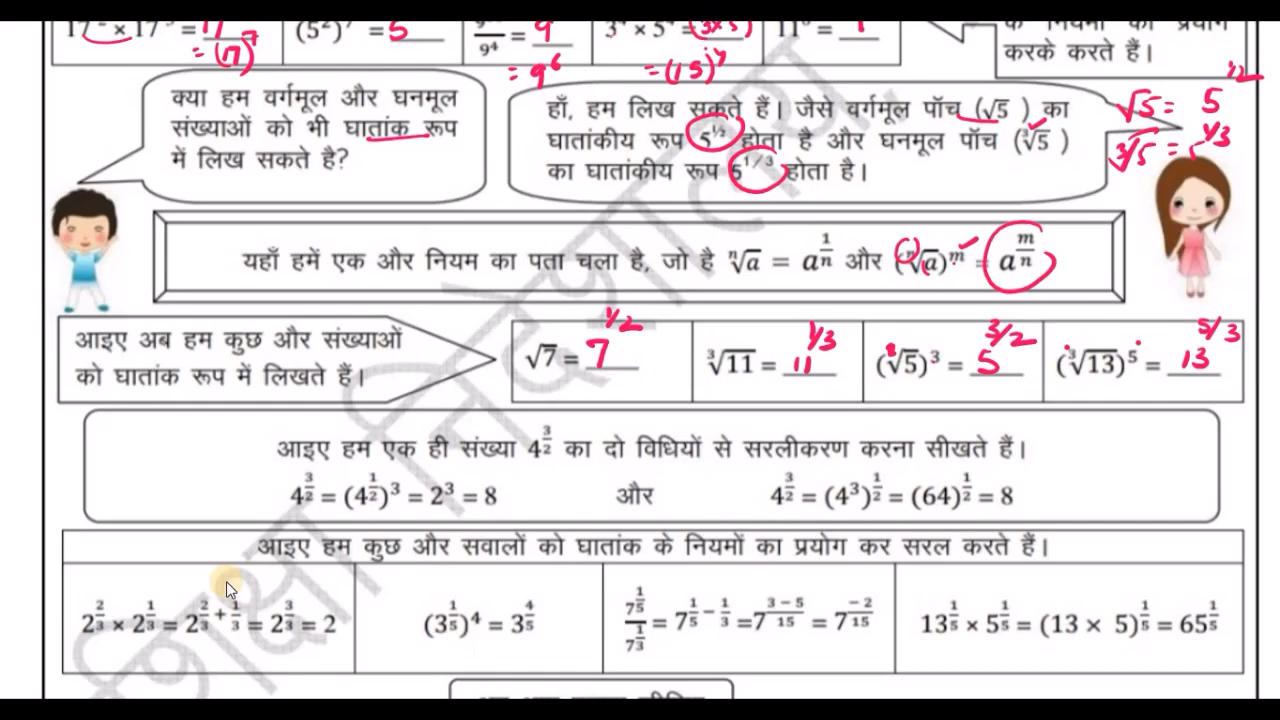 = (17)⁷
= 9⁶
= (15)⁴
करके करते हैं।
क्या हम वर्गमूल और घनमूल
संख्याओं को भी घातांक रूप
में लिख सकते है?
हाँ, हम लिख सकते हैं। जैसे वर्गमूल पाँच (√5 ) का
घातांकीय रूप 5^½ होता है और घनमूल पाँच (∛5 )
का घातांकीय रूप 5^1/3 होता है।
√5 = 5^1/2
∛5 = 5^1/3
यहाँ हमें एक और नियम का पता चला है, जो है ⁿ√a = a^(1/n) और (ⁿ√a)^m = a^(m/n)
आइए अब हम कुछ और संख्याओं
को घातांक रूप में लिखते हैं।
√7 = 7^1/2
∛11 = 11^1/3
(√5)³ = 5^3/2
(∛13)⁵ = 13^5/3
आइए हम एक ही संख्या 4^(3/2) का दो विधियों से सरलीकरण करना सीखते हैं।
4^(3/2) = (4^(1/2))³ = 2³ = 8 और 4^(3/2) = (4³)^(1/2) = (64)^(1/2) = 8
आइए हम कुछ और सवालों को घातांक के नियमों का प्रयोग कर सरल करते हैं।
2^(2/3) × 2^(1/3) = 2^(2/3 + 1/3) = 2^(3/3) = 2
(3^(1/5))⁴ = 3^(4/5)
7^(1/5) / 7^(1/3) = 7^(1/5 − 1/3) = 7^((3−5)/15) = 7^(−2/15)
13^(1/5) × 5^(1/5) = (13 × 5)^(1/5) = 65^(1/5)
शिक्षा निदेशालय